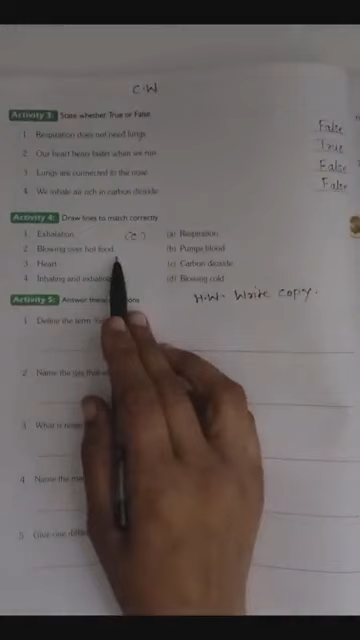 C.W
Activity 3: State whether True or False
1 Respiration does not need lungs False
2 Our heart beats faster when we run True
3 Lungs are connected to the nose False
4 We inhale air rich in carbon dioxide False
Activity 4: Draw lines to match correctly
1 Exhalation (c) (a) Respiration
2 Blowing over hot food (b) Pumps blood
3 Heart (c) Carbon dioxide
4 Inhaling and (d) Blowing cold
H.W. Write copy.
Activity 5: Answer these
1 Define the term
2 Name the gas
3 What is
4 Name the
5 Give one